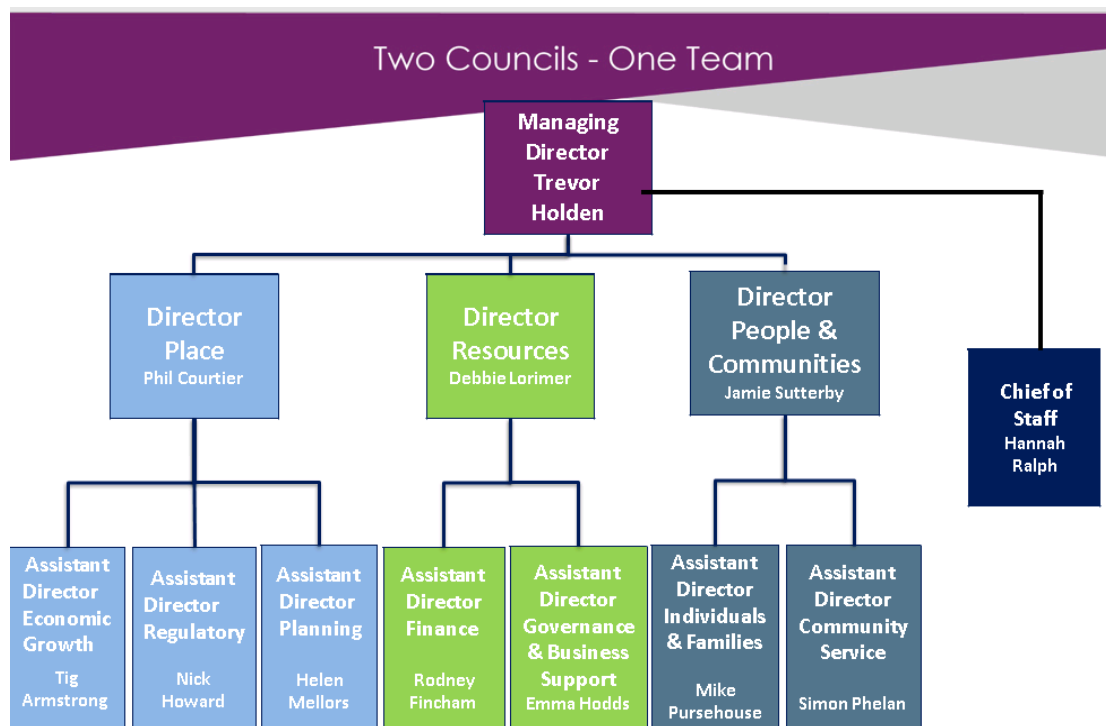 Two Councils - One Team
Managing
Director
Trevor
Holden
Director
Place
Phil Courtier
Director
Resources
Debbie Lorimer
Director
People &
Communities
Jamie Sutterby
Chief of
Staff
Hannah
Ralph
Assistant
Director
Economic
Growth
Tig
Armstrong
Assistant
Director
Regulatory
Nick
Howard
Assistant
Director
Planning
Helen
Mellors
Assistant
Director
Finance
Rodney
Fincham
Assistant
Director
Governance
& Business
Support
Emma Hodds
Assistant
Director
Individuals
& Families
Mike
Pursehouse
Assistant
Director
Community
Service
Simon Phelan